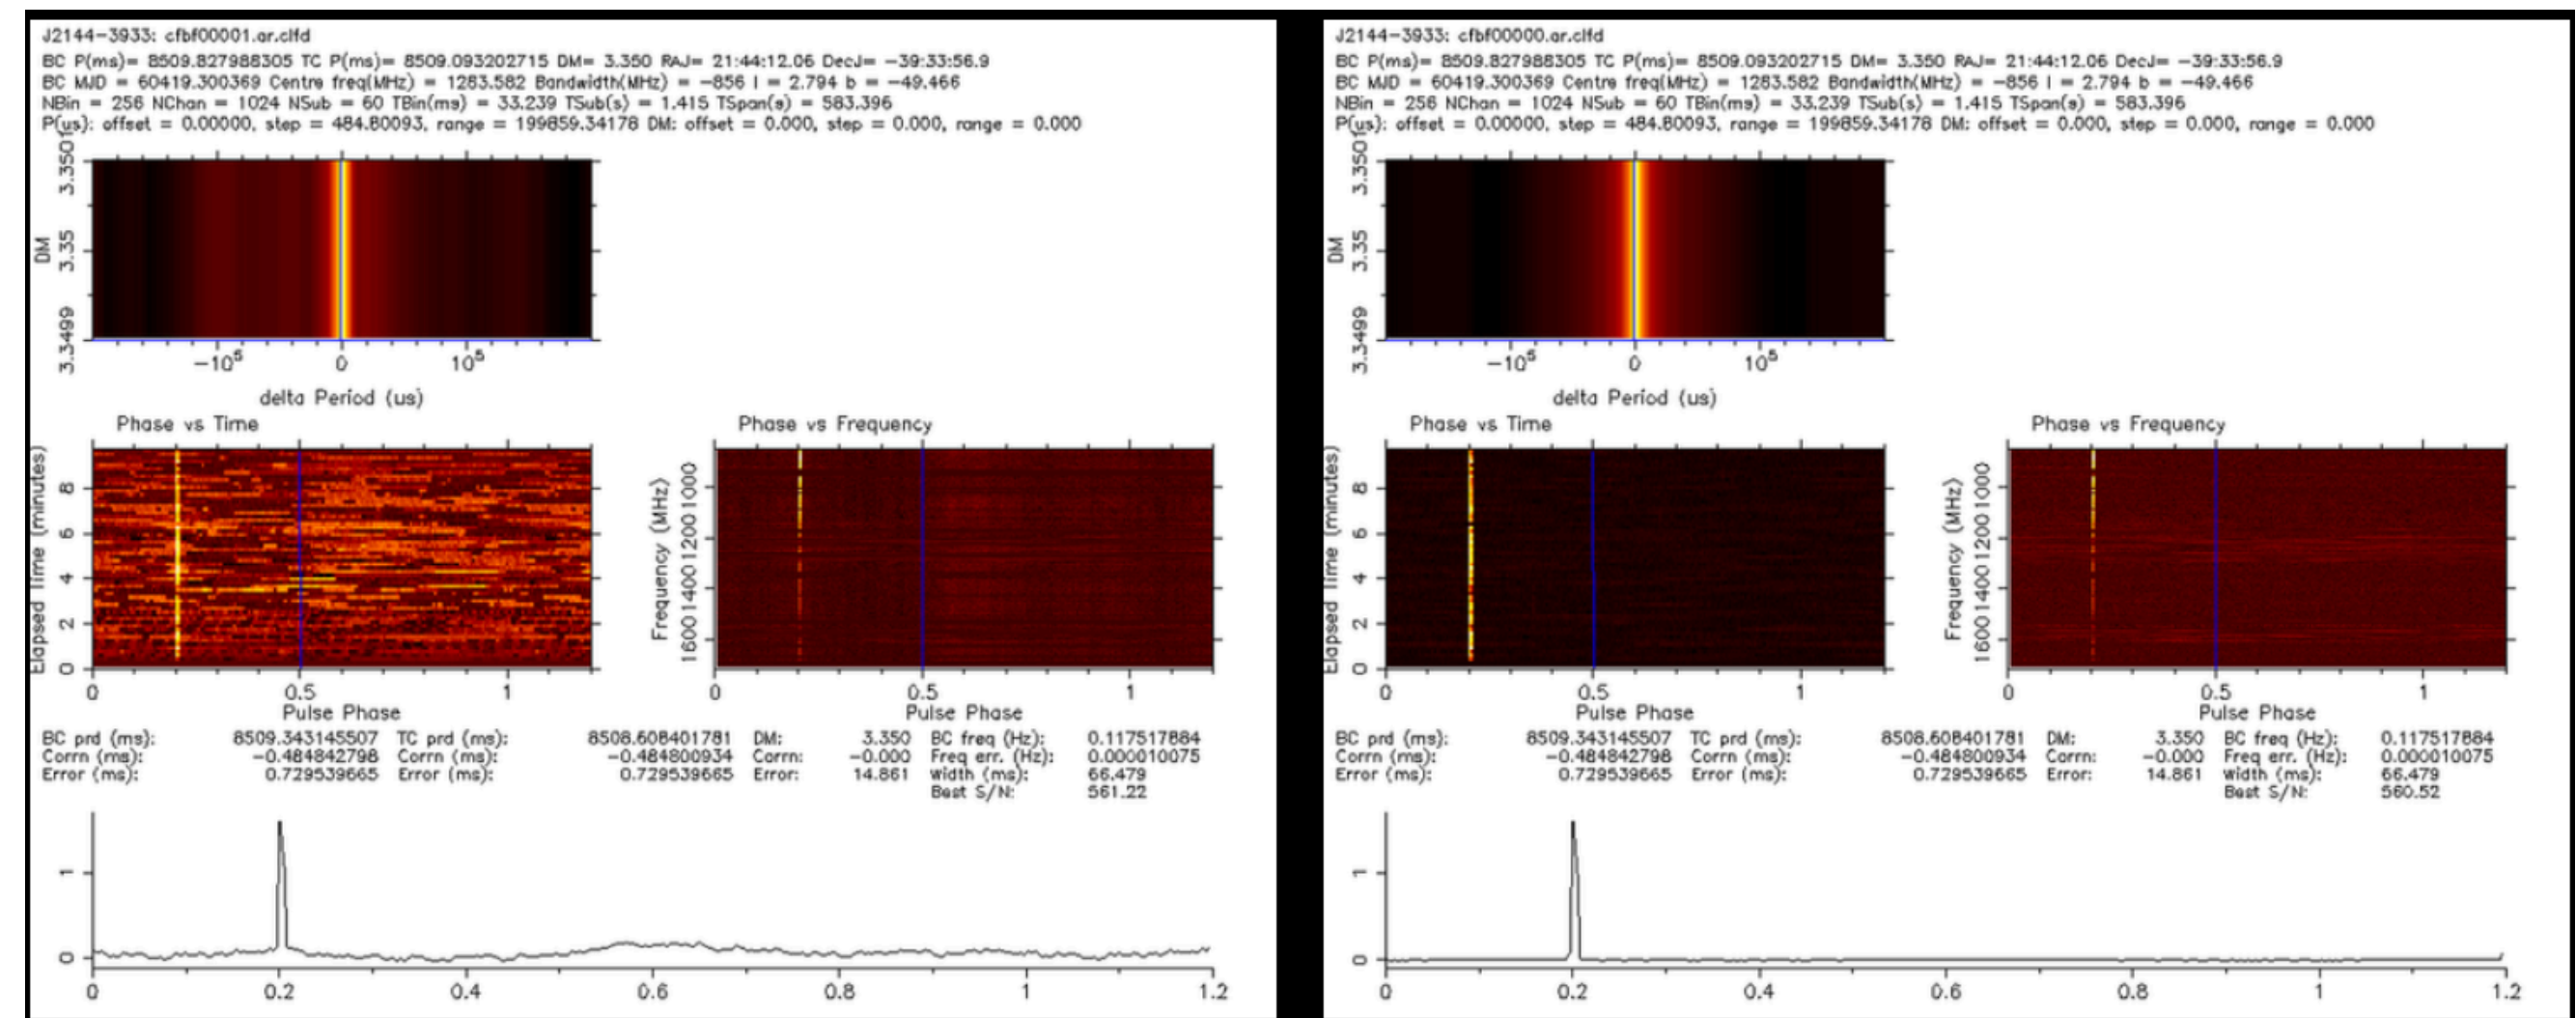 J2144-3933: cfbf00001.ar.clfd
BC P(ms)= 8509.827988305 TC P(ms)= 8509.093202715 DM= 3.350 RAJ= 21:44:12.06 DecJ= -39:33:56.9
BC MJD = 60419.300369 Centre freq(MHz) = 1283.582 Bandwidth(MHz) = -856 l = 2.794 b = -49.466
NBin = 256 NChan = 1024 NSub = 60 TBin(ms) = 33.239 TSub(s) = 1.415 TSpan(s) = 583.396
P(us): offset = 0.00000, step = 484.80093, range = 199859.34178 DM: offset = 0.000, step = 0.000, range = 0.000
3.3501
3.35
3.3499
DM
-10⁵ 0 10⁵
delta Period (us)
Phase vs Time
Elapsed Time (minutes)
8
6
4
2
0
0 0.5 1
Pulse Phase
Phase vs Frequency
Frequency (MHz)
1000
1200
1400
1600
0 0.5 1
Pulse Phase
BC prd (ms): 8509.343145507 TC prd (ms): 8508.608401781 DM: 3.350 BC freq (Hz): 0.117517884
Corrn (ms): -0.484842798 Corrn (ms): -0.484800934 Corrn: -0.000 Freq err. (Hz): 0.000010075
Error (ms): 0.729539665 Error (ms): 0.729539665 Error: 14.861 width (ms): 66.479
Best S/N: 561.22
1
0
0 0.2 0.4 0.6 0.8 1 1.2
J2144-3933: cfbf00000.ar.clfd
BC P(ms)= 8509.827988305 TC P(ms)= 8509.093202715 DM= 3.350 RAJ= 21:44:12.06 DecJ= -39:33:56.9
BC MJD = 60419.300369 Centre freq(MHz) = 1283.582 Bandwidth(MHz) = -856 l = 2.794 b = -49.466
NBin = 256 NChan = 1024 NSub = 60 TBin(ms) = 33.239 TSub(s) = 1.415 TSpan(s) = 583.396
P(us): offset = 0.00000, step = 484.80093, range = 199859.34178 DM: offset = 0.000, step = 0.000, range = 0.000
3.3501
3.35
3.3499
DM
-10⁵ 0 10⁵
delta Period (us)
Phase vs Time
Elapsed Time (minutes)
8
6
4
2
0
0 0.5 1
Pulse Phase
Phase vs Frequency
Frequency (MHz)
1000
1200
1400
1600
0 0.5 1
Pulse Phase
BC prd (ms): 8509.343145507 TC prd (ms): 8508.608401781 DM: 3.350 BC freq (Hz): 0.117517884
Corrn (ms): -0.484842798 Corrn (ms): -0.484800934 Corrn: -0.000 Freq err. (Hz): 0.000010075
Error (ms): 0.729539665 Error (ms): 0.729539665 Error: 14.861 width (ms): 66.479
Best S/N: 560.52
1
0
0 0.2 0.4 0.6 0.8 1 1.2